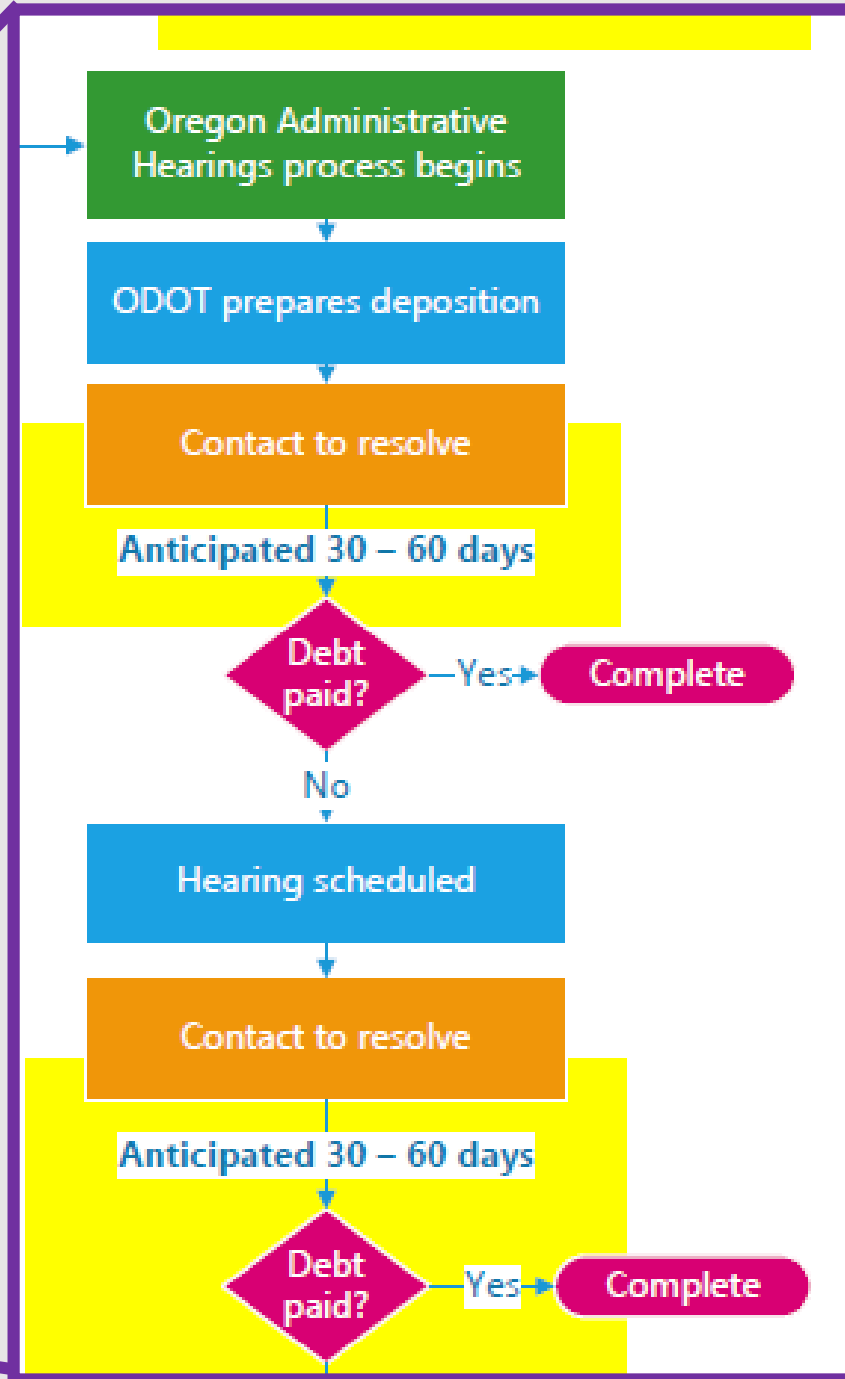 Oregon Administrative
Hearings process begins
ODOT prepares deposition
Contact to resolve
Anticipated 30 – 60 days
Debt
paid?
Yes
Complete
No
Hearing scheduled
Contact to resolve
Anticipated 30 – 60 days
Debt
paid?
Yes
Complete